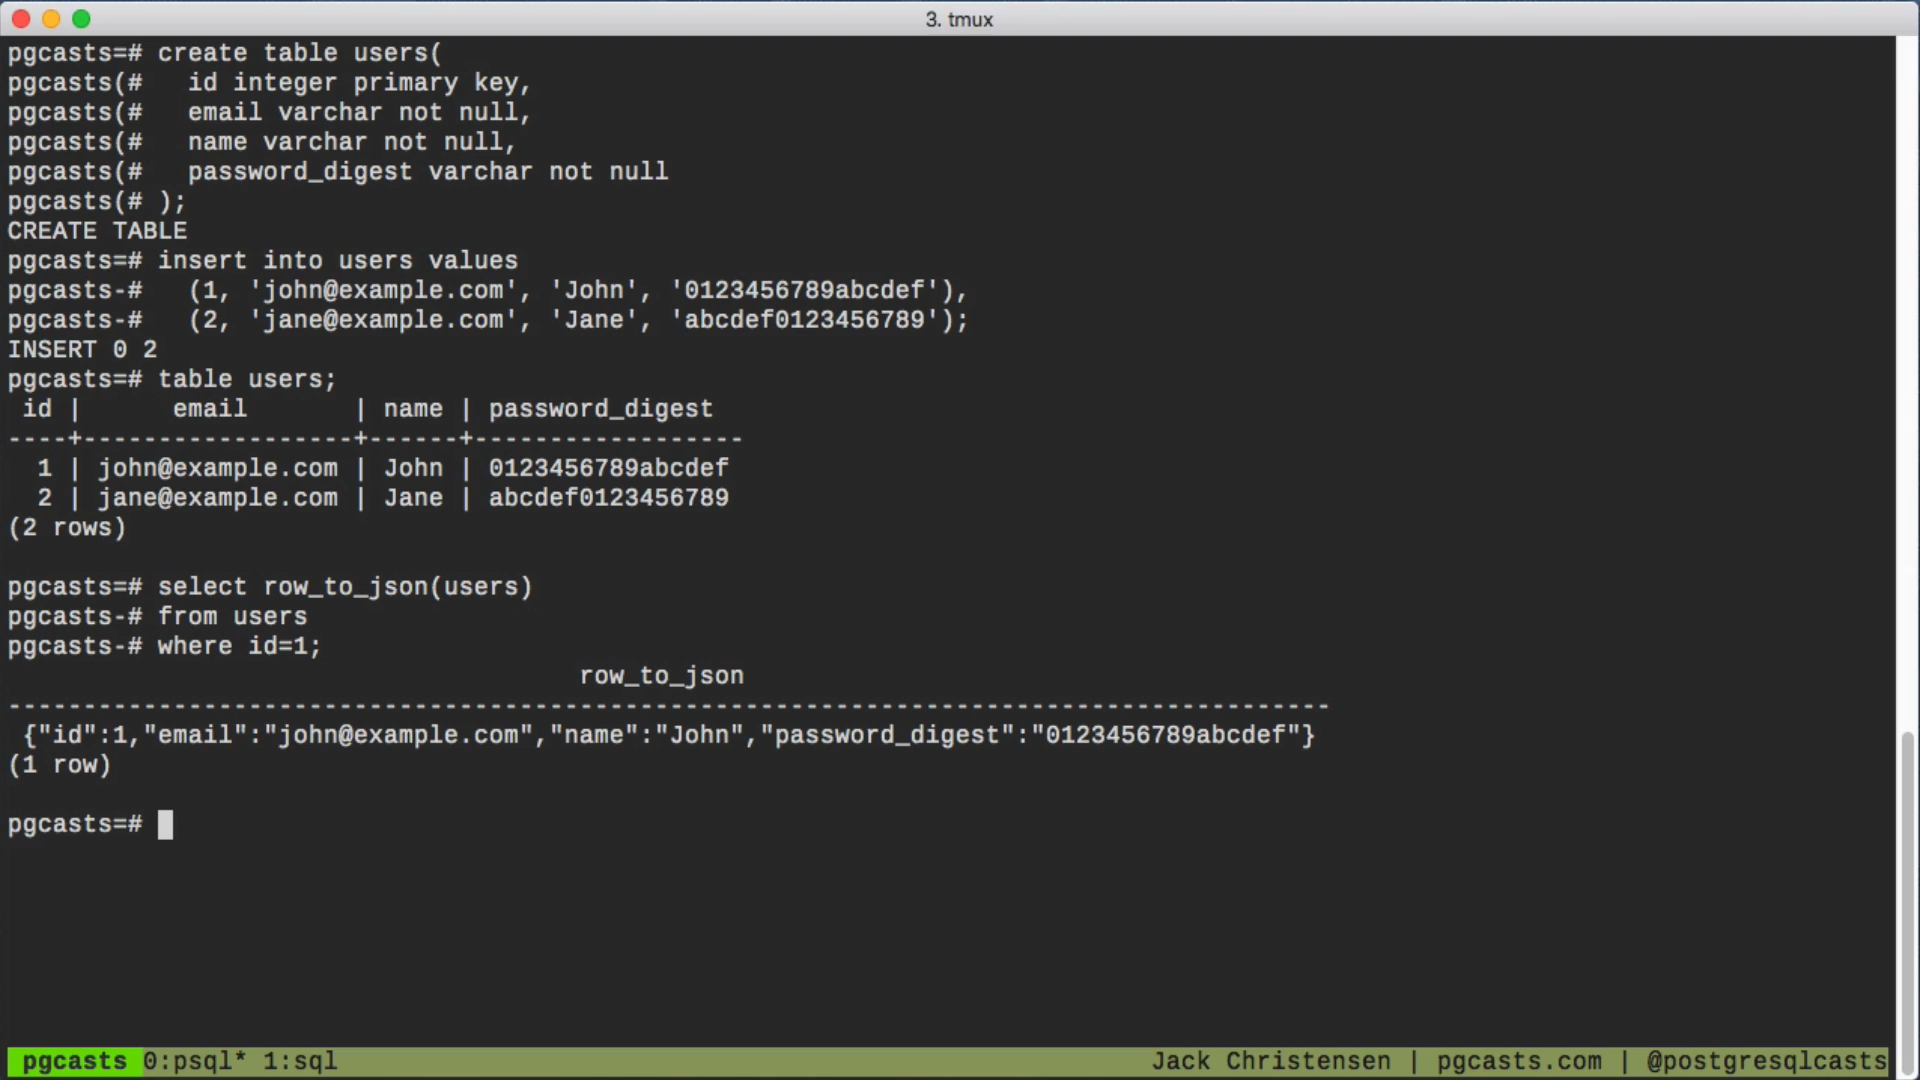 3. tmux
pgcasts=# create table users(
pgcasts(#   id integer primary key,
pgcasts(#   email varchar not null,
pgcasts(#   name varchar not null,
pgcasts(#   password_digest varchar not null
pgcasts(# );
CREATE TABLE
pgcasts=# insert into users values
pgcasts-#   (1, 'john@example.com', 'John', '0123456789abcdef'),
pgcasts-#   (2, 'jane@example.com', 'Jane', 'abcdef0123456789');
INSERT 0 2
pgcasts=# table users;
 id |      email       | name | password_digest
----+------------------+------+------------------
  1 | john@example.com | John | 0123456789abcdef
  2 | jane@example.com | Jane | abcdef0123456789
(2 rows)
pgcasts=# select row_to_json(users)
pgcasts-# from users
pgcasts-# where id=1;
                                      row_to_json
----------------------------------------------------------------------------------------
 {"id":1,"email":"john@example.com","name":"John","password_digest":"0123456789abcdef"}
(1 row)
pgcasts=#
pgcasts 0:psql* 1:sql Jack Christensen | pgcasts.com | @postgresqlcasts